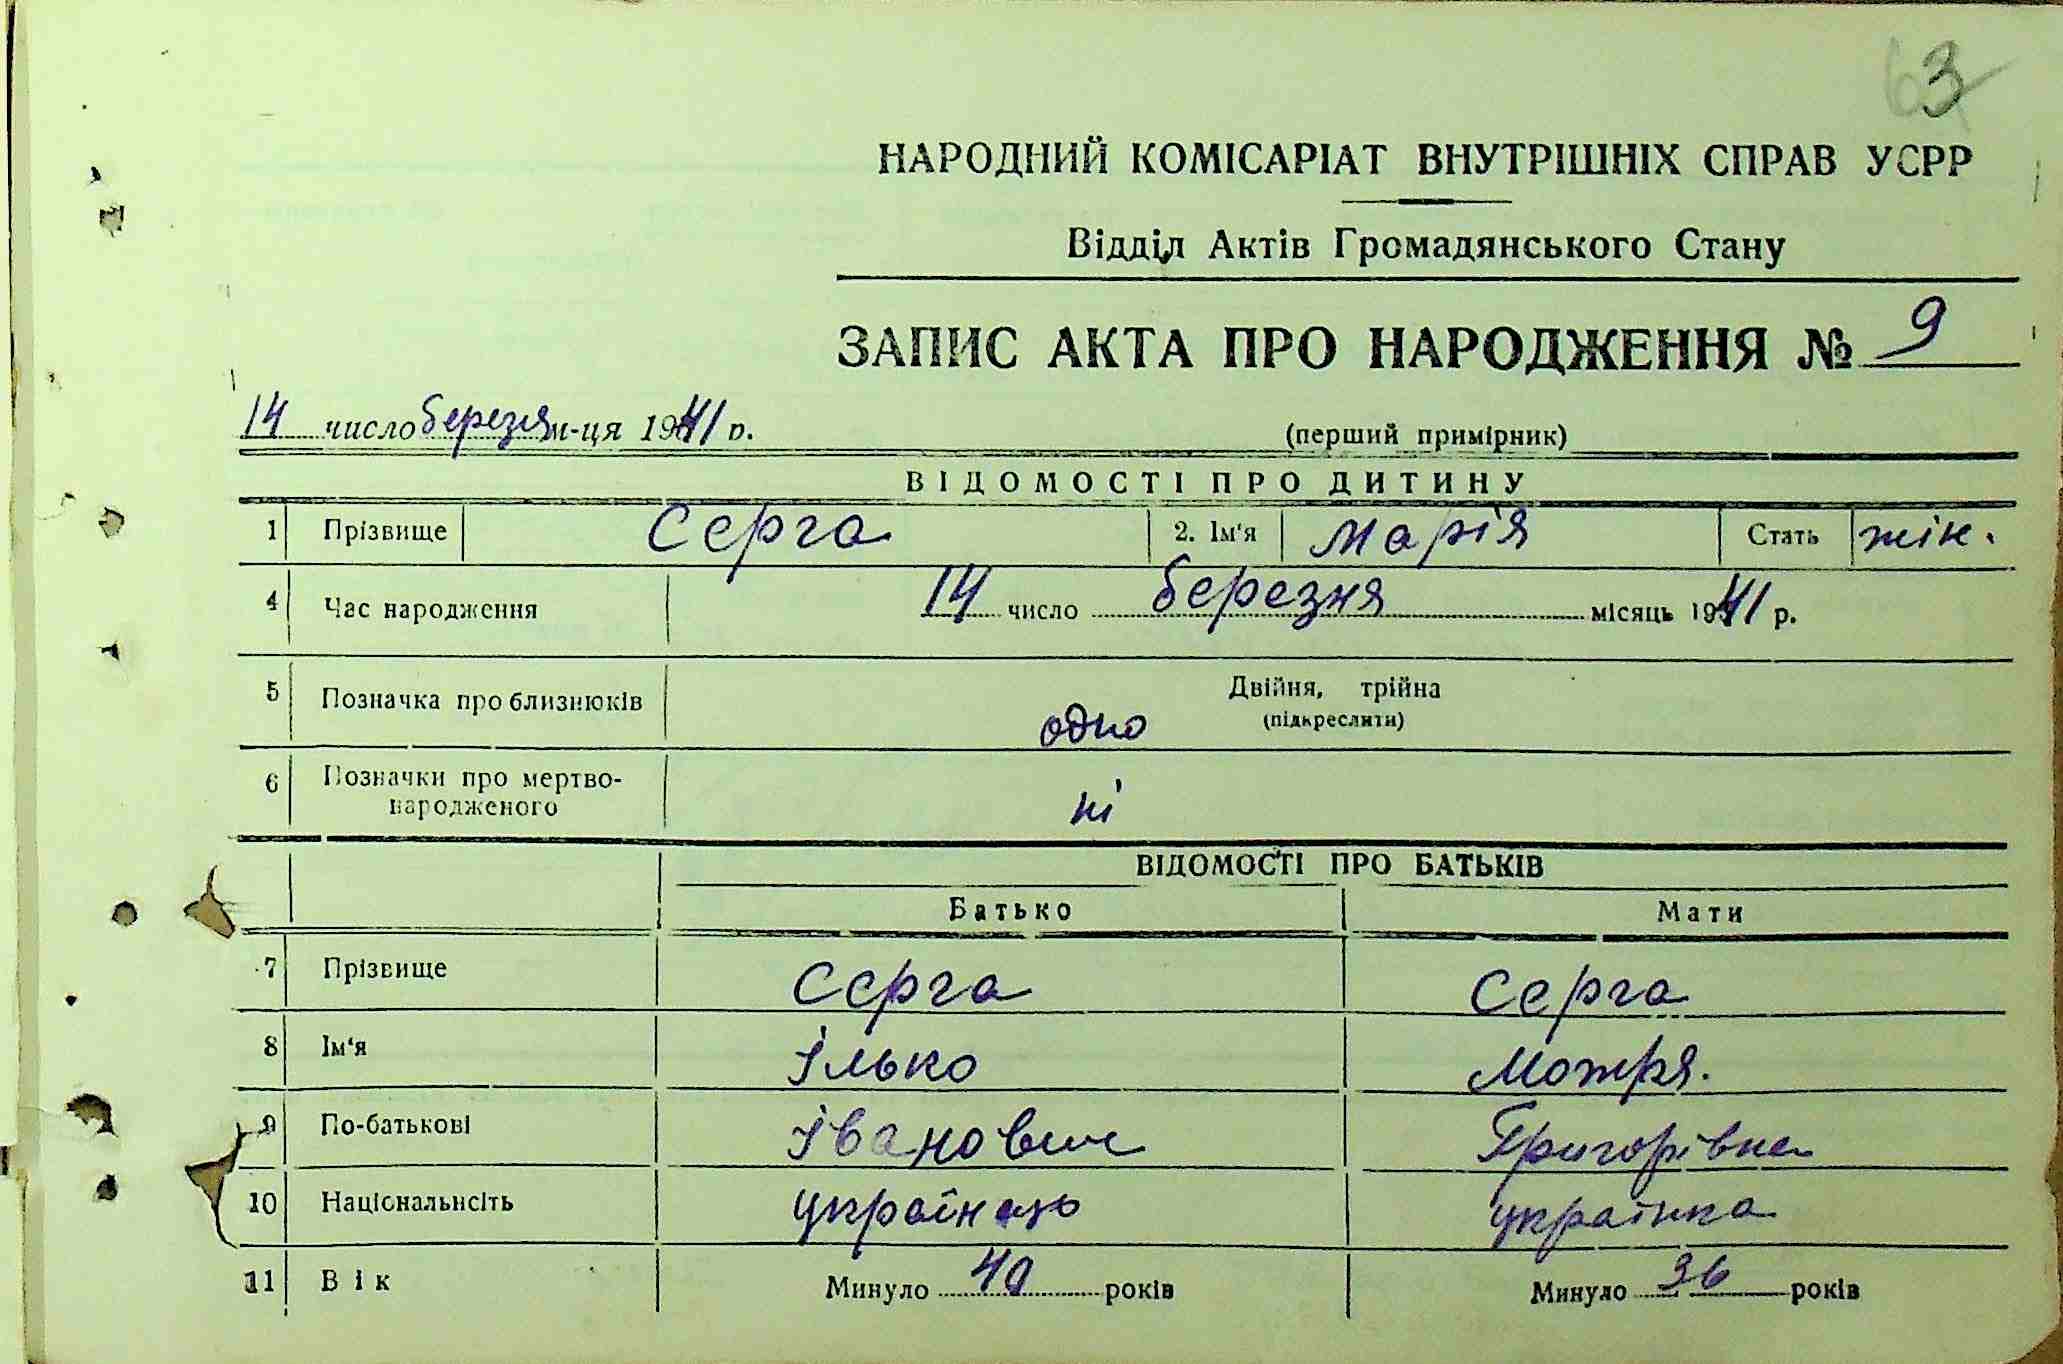 63
НАРОДНИЙ КОМІСАРІАТ ВНУТРІШНІХ СПРАВ УСРР
Відділ Актів Громадянського Стану
ЗАПИС АКТА ПРО НАРОДЖЕННЯ № 9
14 число березня м-ця 1941 р. (перший примірник)
ВІДОМОСТІ ПРО ДИТИНУ
1 Прізвище Серга 2. Ім'я Марія Стать жін.
4 Час народження 14 число березня місяць 1941 р.
5 Позначка про близнюків одно Двійня, трійна
(підкреслити)
6 Позначки про мертво-
народженого ні
ВІДОМОСТІ ПРО БАТЬКІВ
Батько Мати
7 Прізвище Серга Серга
8 Ім'я Ілько Мотря.
9 По-батькові Іванович Григорівна
10 Національність українець українка
11 Вік Минуло 40 років Минуло 36 років